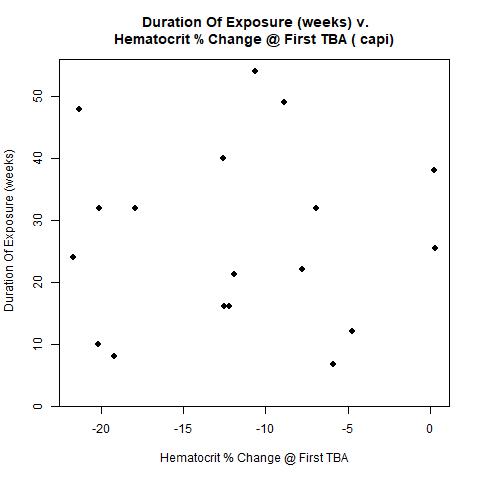 Duration Of Exposure (weeks) v.
Hematocrit % Change @ First TBA ( capi)
Duration Of Exposure (weeks)
50
40
30
20
10
0
-20 -15 -10 -5 0
Hematocrit % Change @ First TBA